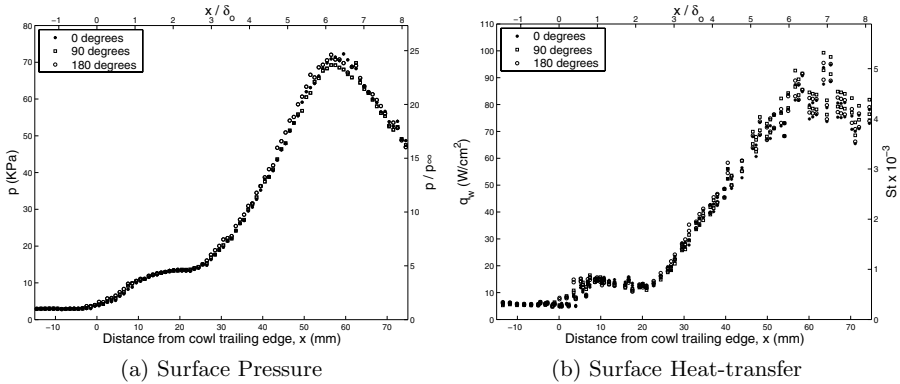 x / δo
−1 0 1 2 3 4 5 6 7 8
0 degrees
90 degrees
180 degrees
80
70
60
50
40
30
20
10
0
p (KPa)
25
20
15
10
5
0
p / p∞
−10 0 10 20 30 40 50 60 70
Distance from cowl trailing edge, x (mm)
(a) Surface Pressure
x / δo
−1 0 1 2 3 4 5 6 7 8
0 degrees
90 degrees
180 degrees
110
100
90
80
70
60
50
40
30
20
10
0
qw (W/cm2)
5
4
3
2
1
0
St x 10−3
−10 0 10 20 30 40 50 60 70
Distance from cowl trailing edge, x (mm)
(b) Surface Heat-transfer